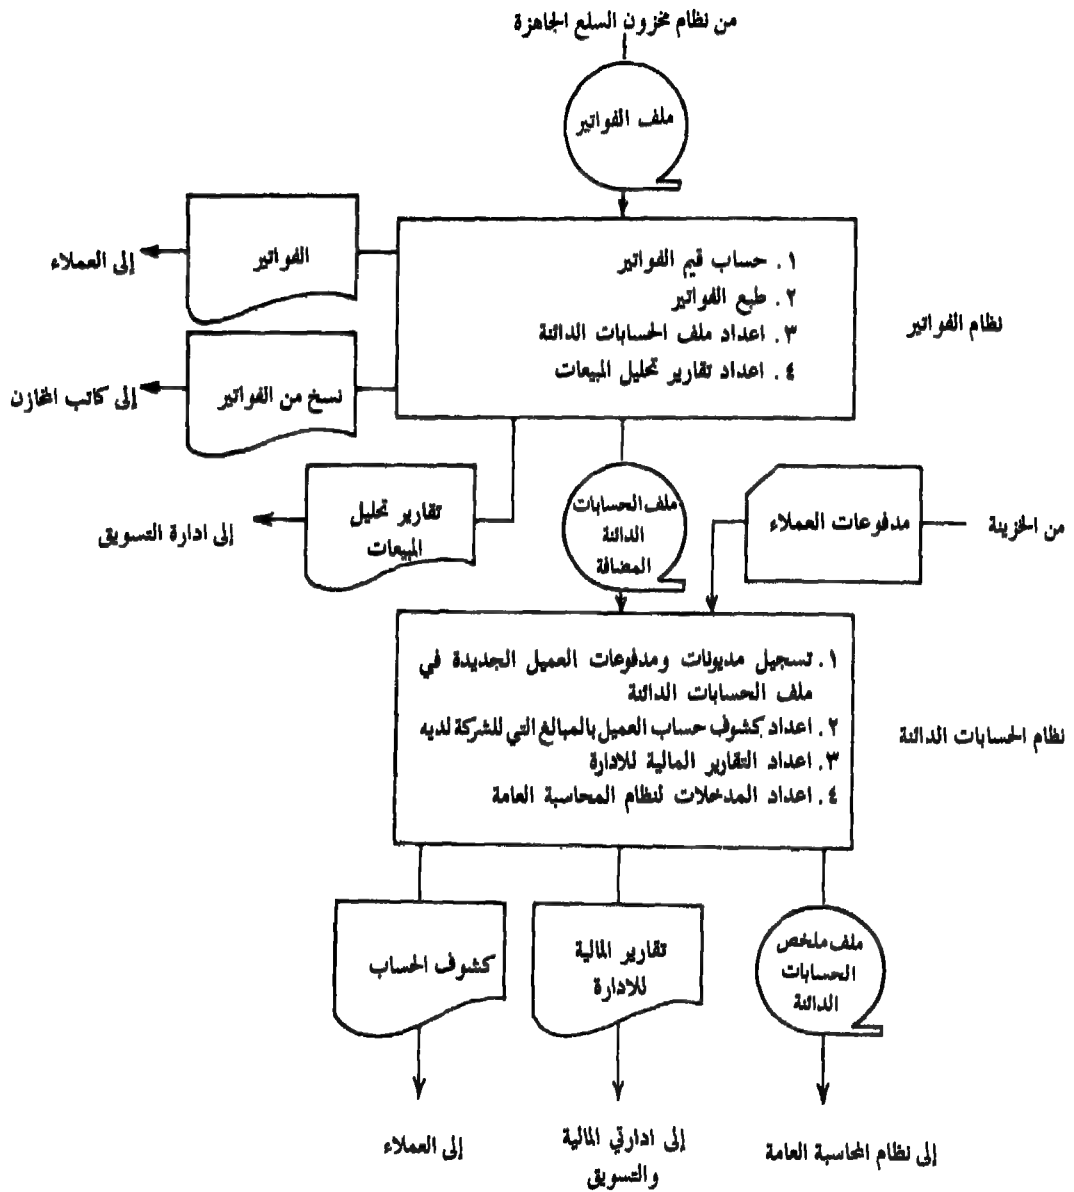 من نظام مخزون السلع الجاهزة
ملف الفواتير
١. حساب قيم الفواتير
٢. طبع الفواتير
٣. اعداد ملف الحسابات الدائنة
٤. اعداد تقارير تحليل المبيعات
نظام الفواتير
الفواتير
إلى العملاء
نسخ من الفواتير
إلى كاتب المخازن
تقارير تحليل
المبيعات
إلى ادارة التسويق
ملف الحسابات
الدائنة
المضافة
مدفوعات العملاء
من الخزينة
١. تسجيل مديونات ومدفوعات العميل الجديدة في
ملف الحسابات الدائنة
٢. اعداد كشوف حساب العميل بالمبالغ التي للشركة لديه
٣. اعداد التقارير المالية للادارة
٤. اعداد المدخلات لنظام المحاسبة العامة
نظام الحسابات الدائنة
ملف ملخص
الحسابات
الدائنة
تقارير المالية
للادارة
كشوف الحساب
إلى نظام المحاسبة العامة
إلى ادارتي المالية
والتسويق
إلى العملاء